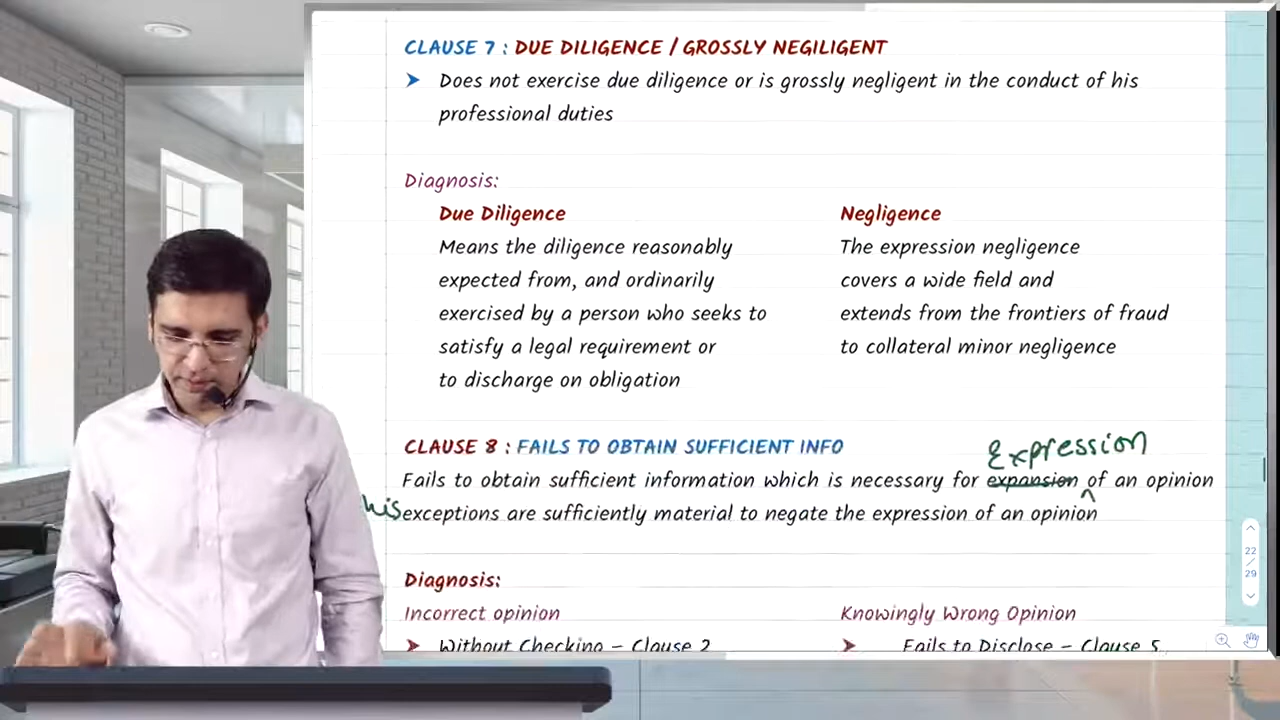 CLAUSE 7 : DUE DILIGENCE / GROSSLY NEGILIGENT
➤ Does not exercise due diligence or is grossly negligent in the conduct of his
professional duties
Diagnosis:
Due Diligence
Means the diligence reasonably
expected from, and ordinarily
exercised by a person who seeks to
satisfy a legal requirement or
to discharge on obligation
Negligence
The expression negligence
covers a wide field and
extends from the frontiers of fraud
to collateral minor negligence
CLAUSE 8 : FAILS TO OBTAIN SUFFICIENT INFO
Expression
Fails to obtain sufficient information which is necessary for expansion of an opinion
his exceptions are sufficiently material to negate the expression of an opinion
Diagnosis:
Incorrect opinion
➤ Without Checking – Clause 2
Knowingly Wrong Opinion
➤ Fails to Disclose – Clause 5
22
/
29